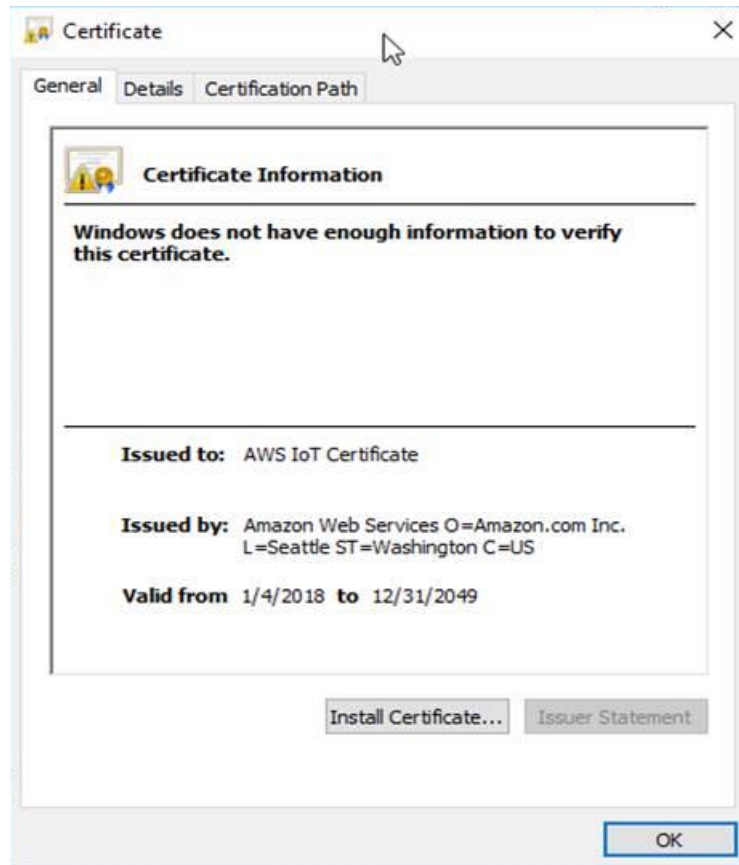 Certificate
General Details Certification Path
Certificate Information
Windows does not have enough information to verify
this certificate.
Issued to: AWS IoT Certificate
Issued by: Amazon Web Services O=Amazon.com Inc.
L=Seattle ST=Washington C=US
Valid from 1/4/2018 to 12/31/2049
Install Certificate... Issuer Statement
OK